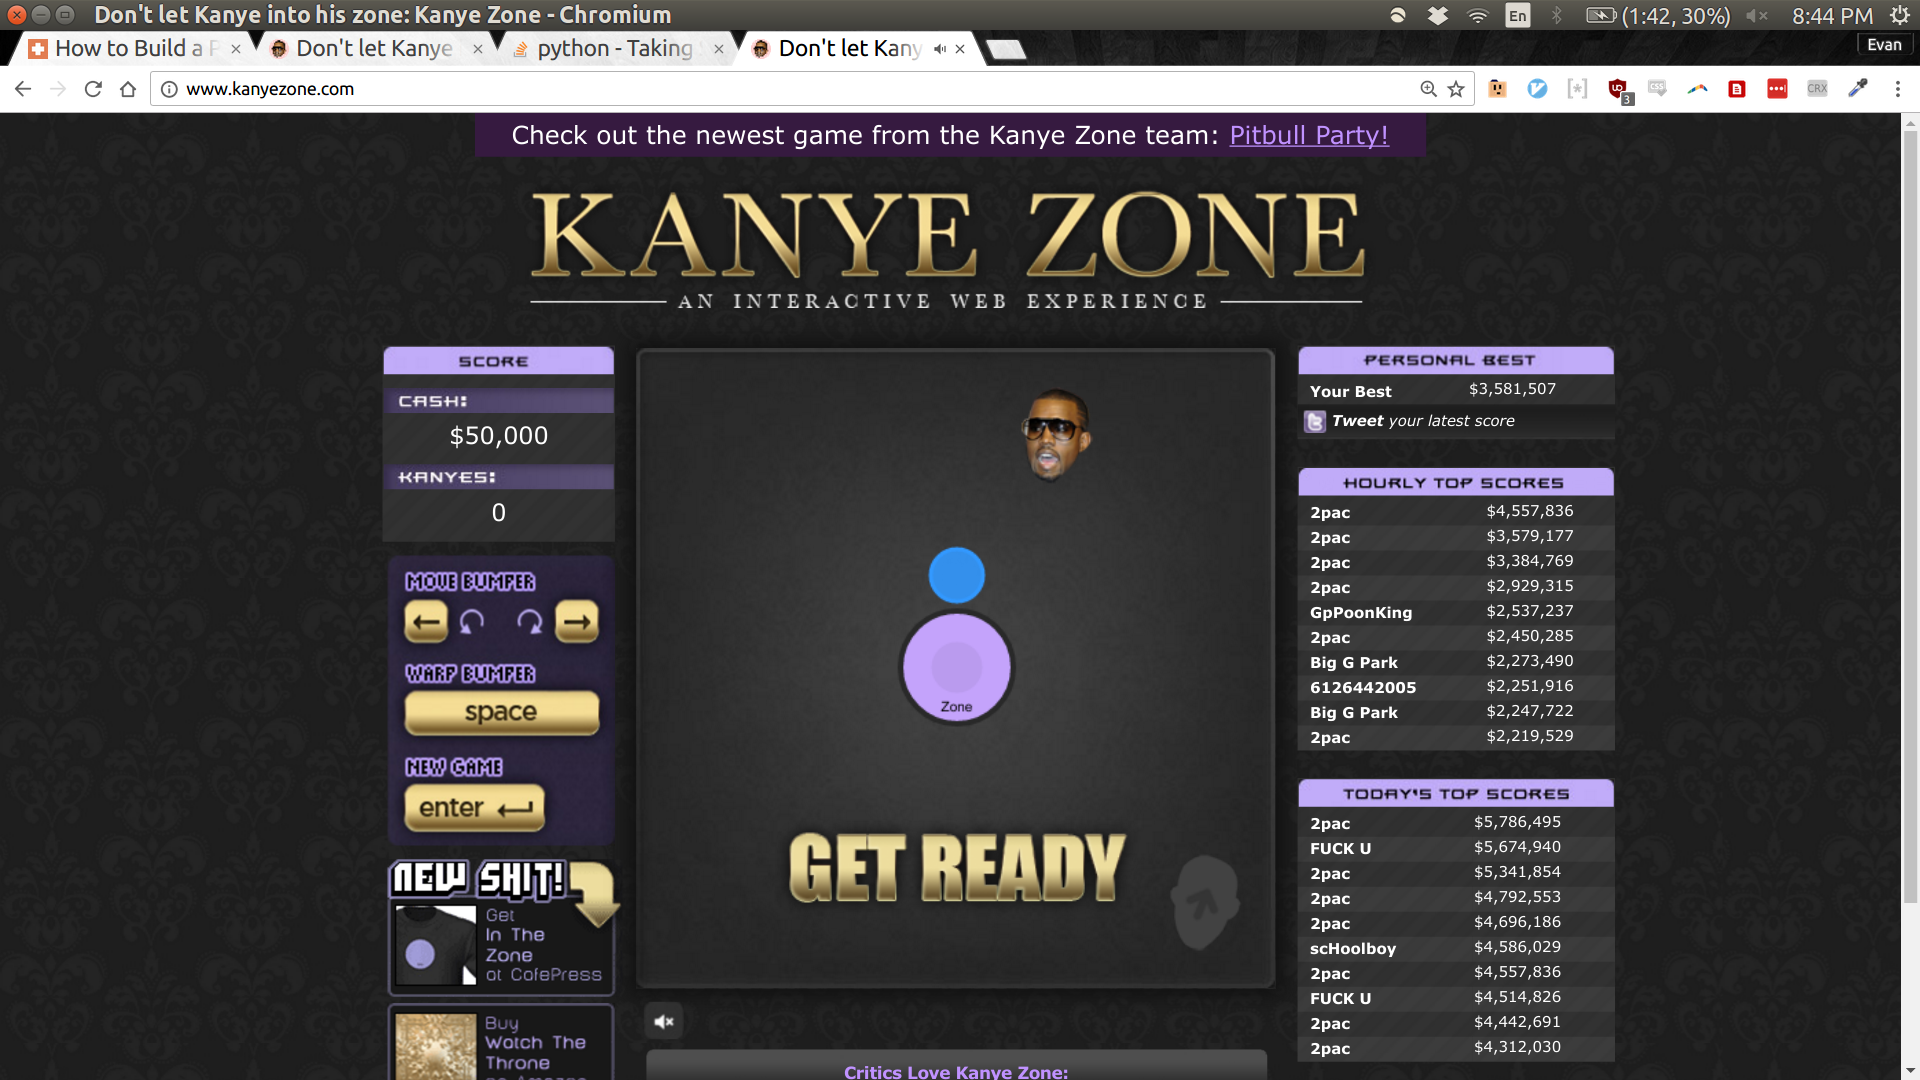 Don't let Kanye into his zone: Kanye Zone - Chromium
En
(1:42, 30%)
8:44 PM
How to Build a P
Don't let Kanye
python - Taking
Don't let Kany
Evan
www.kanyezone.com
3
CSS
CRX
Check out the newest game from the Kanye Zone team: Pitbull Party!
KANYE ZONE
AN INTERACTIVE WEB EXPERIENCE
SCORE
CASH:
$50,000
KANYES:
0
MOVE BUMPER
WARP BUMPER
space
NEW GAME
enter
NEW SHIT!
Get
In The
Zone
at CafePress
Buy
Watch The
Throne
on Amazon
Zone
GET READY
Critics Love Kanye Zone:
PERSONAL BEST
Your Best $3,581,507
Tweet your latest score
HOURLY TOP SCORES
2pac $4,557,836
2pac $3,579,177
2pac $3,384,769
2pac $2,929,315
GpPoonKing $2,537,237
2pac $2,450,285
Big G Park $2,273,490
6126442005 $2,251,916
Big G Park $2,247,722
2pac $2,219,529
TODAY'S TOP SCORES
2pac $5,786,495
FUCK U $5,674,940
2pac $5,341,854
2pac $4,792,553
2pac $4,696,186
scHoolboy $4,586,029
2pac $4,557,836
FUCK U $4,514,826
2pac $4,442,691
2pac $4,312,030